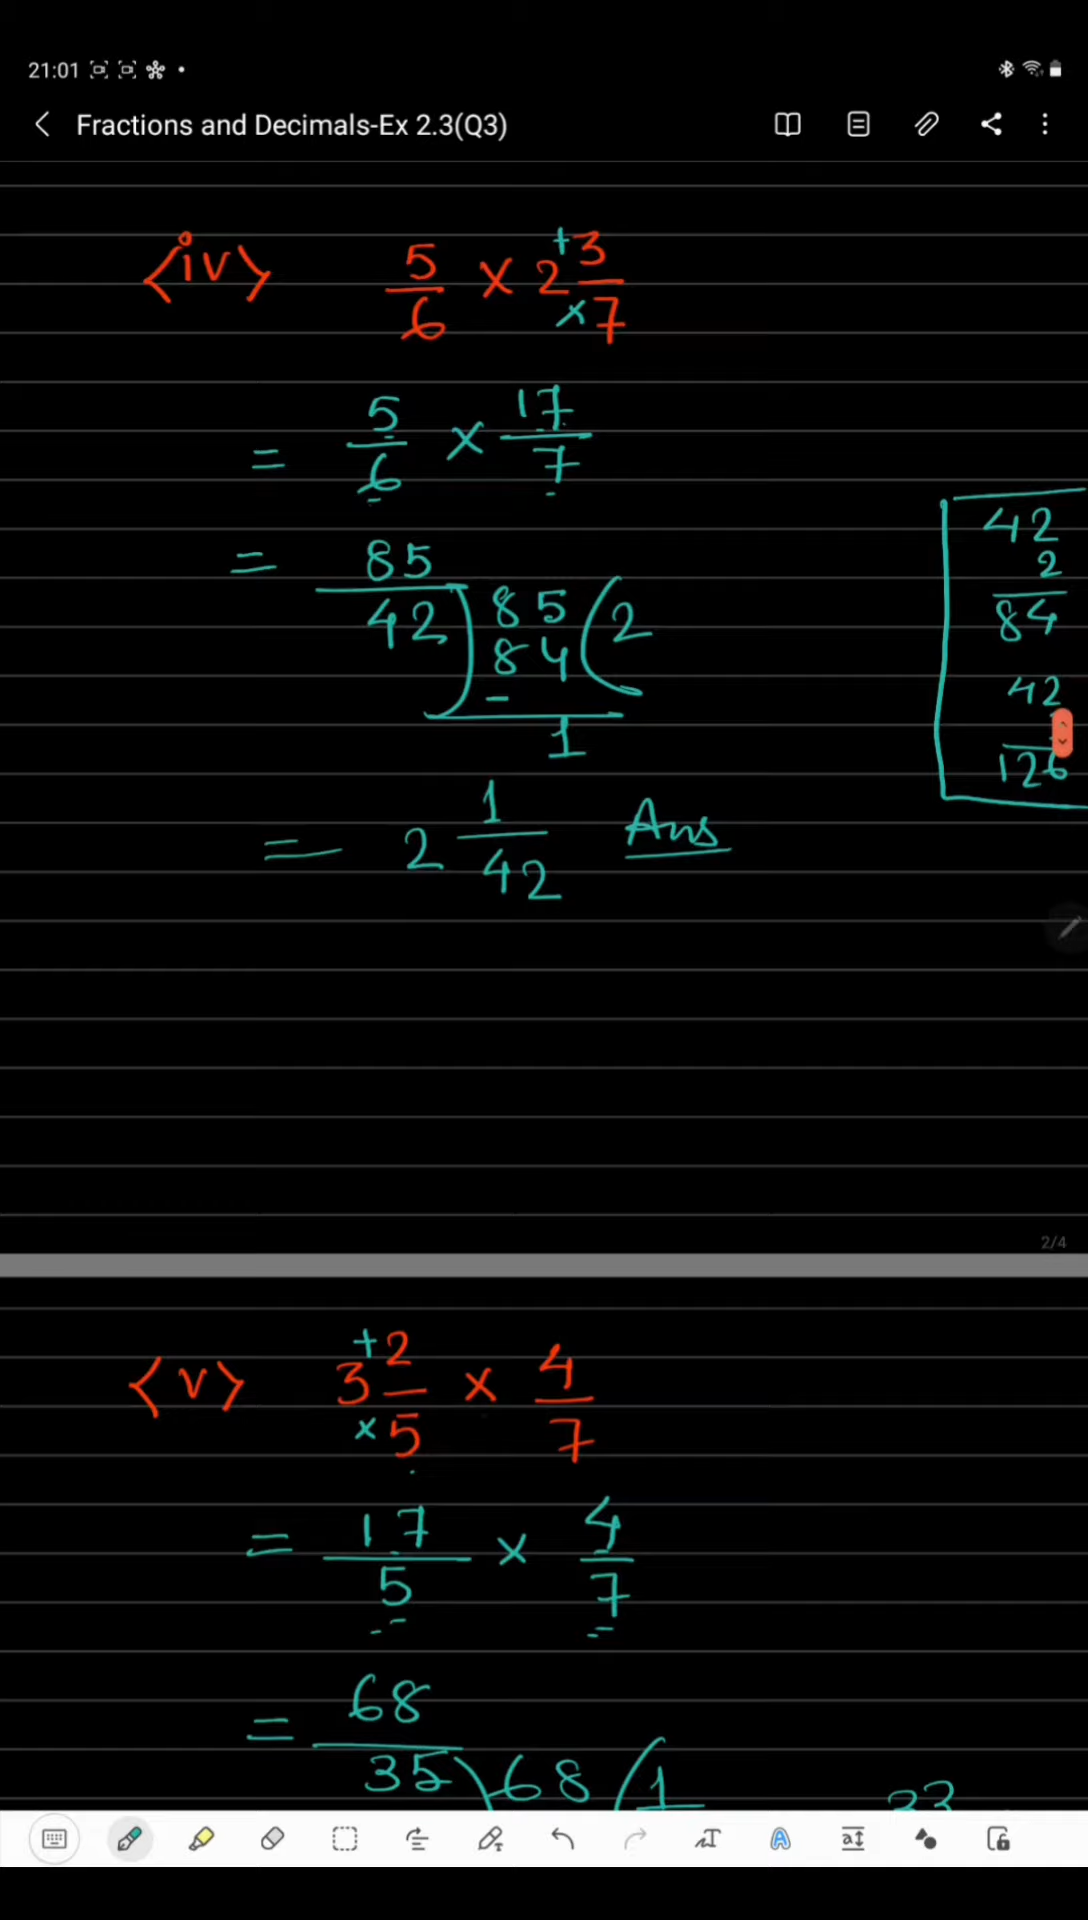 21:01
Fractions and Decimals-Ex 2.3(Q3)
<iv> 5/6 × 2 + 3/7 ×
= 5/6 × 17/7
= 85/42 ) 85 ( 2
84
-
1
= 2 1/42 Ans
42
2
84
42
126
2/4
<v> 3 + 2/5 × × 4/7
= 17/5 × 4/7
= 68/35 ) 68 ( 1